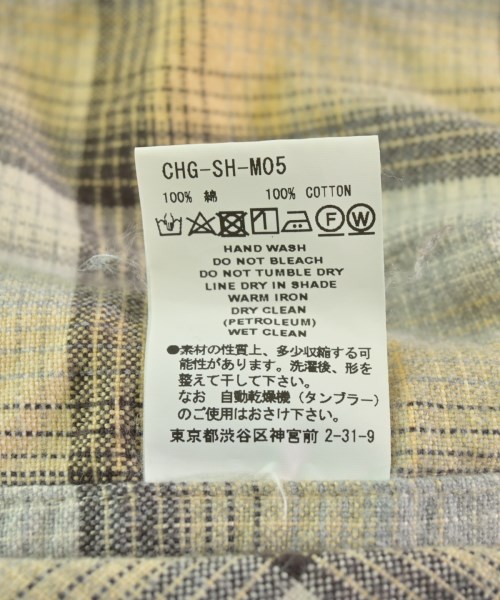 CHG-SH-M05
100% 綿 100% COTTON
F W
HAND WASH
DO NOT BLEACH
DO NOT TUMBLE DRY
LINE DRY IN SHADE
WARM IRON
DRY CLEAN
(PETROLEUM)
WET CLEAN
●素材の性質上、多少収縮する可
能性があります。洗濯後、形を
整えて干して下さい。
なお 自動乾燥機(タンブラー)
のご使用はおさけ下さい。
東京都渋谷区神宮前 2-31-9